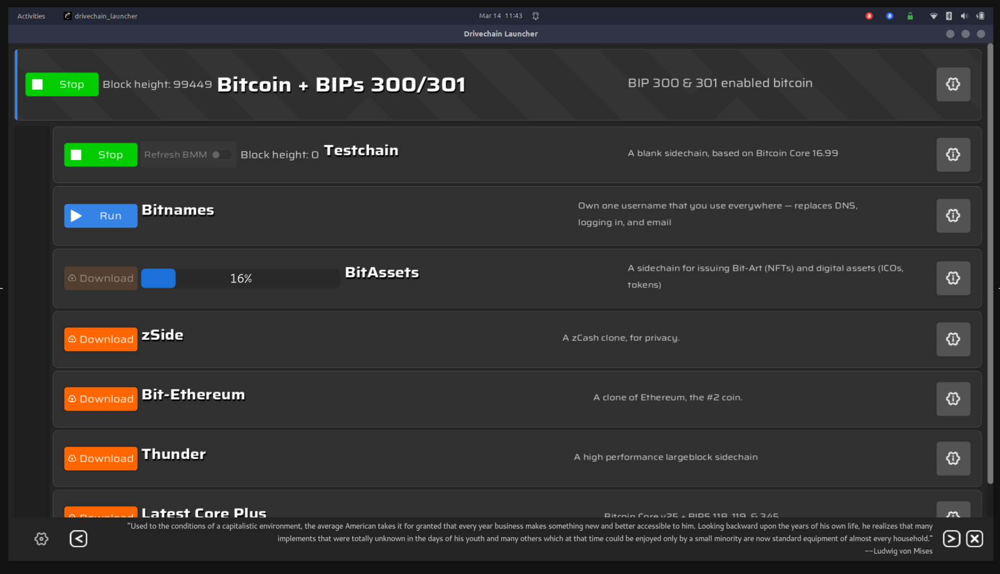 Activities drivechain_launcher Mar 14 11:43
Drivechain Launcher
Stop Block height: 99449 Bitcoin + BIPs 300/301 BIP 300 & 301 enabled bitcoin
Stop Refresh BMM Block height: 0 Testchain A blank sidechain, based on Bitcoin Core 16.99
Run Bitnames Own one username that you use everywhere — replaces DNS,
logging in, and email
Download 16% BitAssets A sidechain for issuing Bit-Art (NFTs) and digital assets (ICOs,
tokens)
Download zSide A zCash clone, for privacy.
Download Bit-Ethereum A clone of Ethereum, the #2 coin.
Download Thunder A high performance largeblock sidechain
Download Latest Core Plus Bitcoin Core v25 + BIPS 118, 119, & 345
"Used to the conditions of a capitalistic environment, the average American takes it for granted that every year business makes something new and better accessible to him. Looking backward upon the years of his own life, he realizes that many
implements that were totally unknown in the days of his youth and many others which at that time could be enjoyed only by a small minority are now standard equipment of almost every household."
--Ludwig von Mises